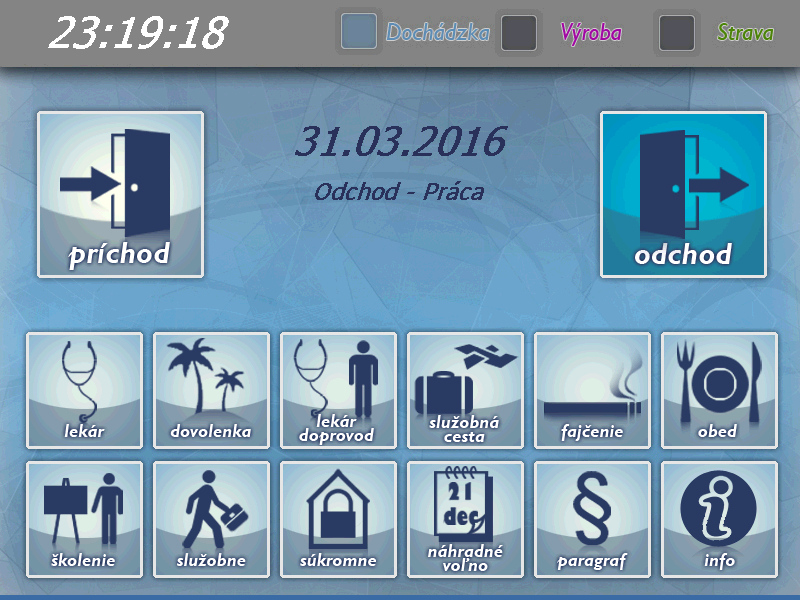 23:19:18
Dochádzka
Výroba
Strava
31.03.2016
Odchod - Práca
príchod
odchod
lekár
dovolenka
lekár
doprovod
služobná
cesta
fajčenie
obed
školenie
služobne
súkromne
21
dec
náhradné
voľno
§
paragraf
i
info